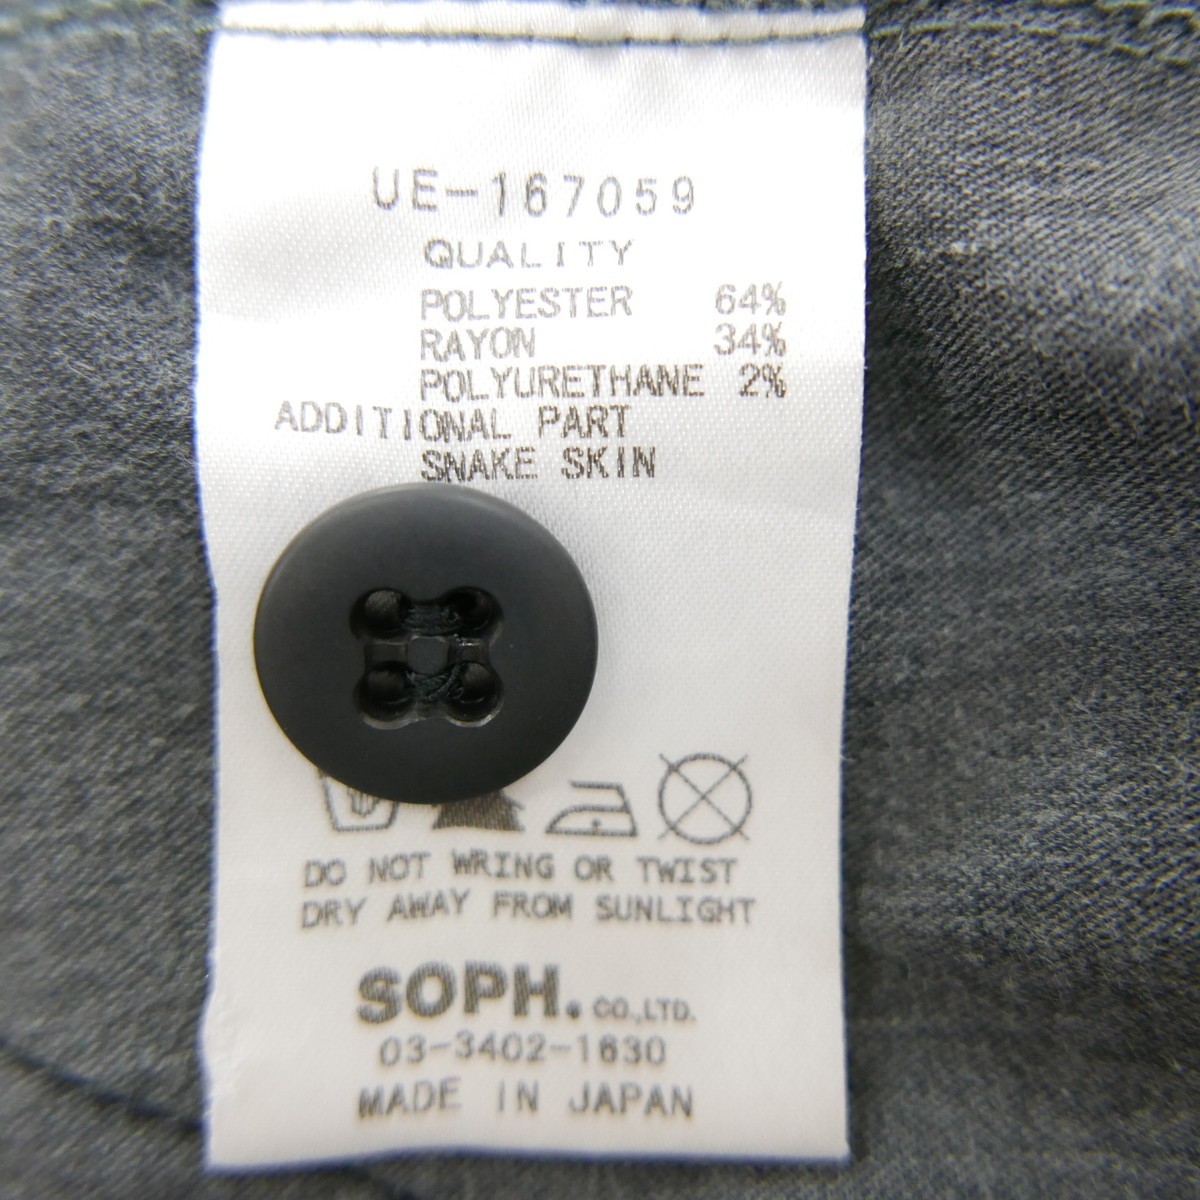 UE-167059
QUALITY
POLYESTER 64%
RAYON 34%
POLYURETHANE 2%
ADDITIONAL PART
SNAKE SKIN
DO NOT WRING OR TWIST
DRY AWAY FROM SUNLIGHT
SOPH. CO.,LTD.
03-3402-1630
MADE IN JAPAN